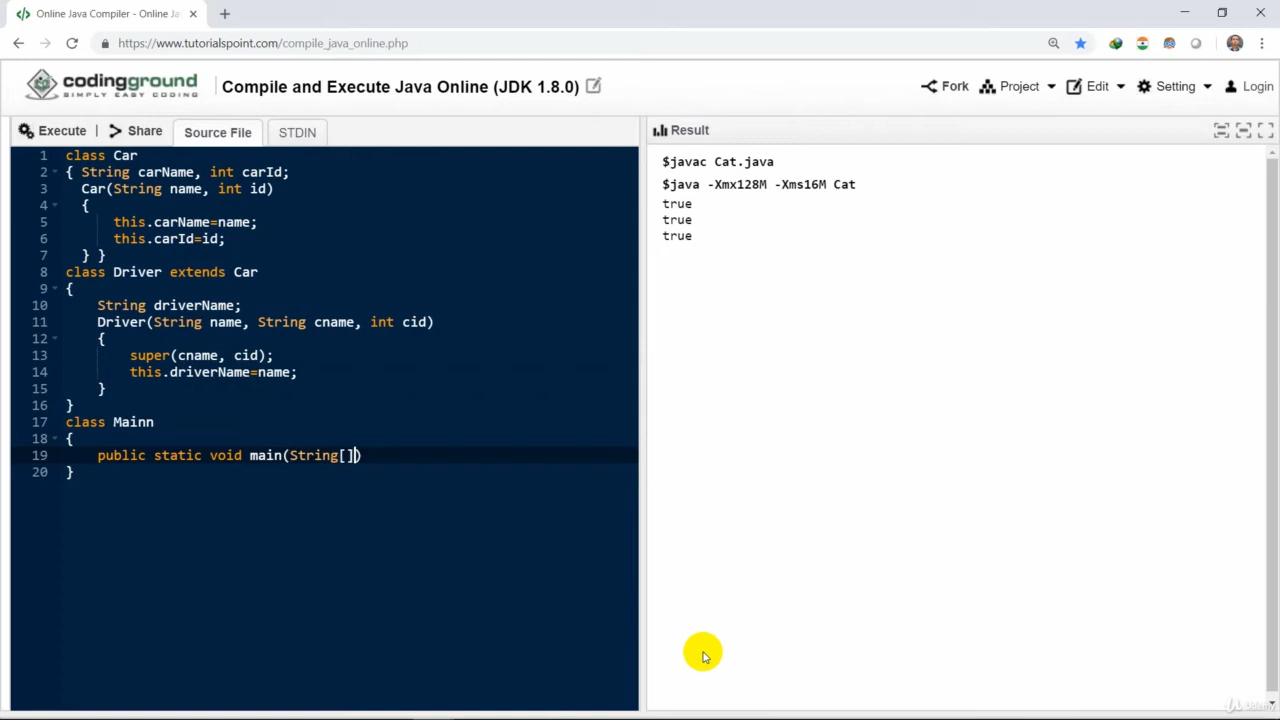 Online Java Compiler - Online Ja
https://www.tutorialspoint.com/compile_java_online.php
codingground
SIMPLY EASY CODING
Compile and Execute Java Online (JDK 1.8.0)
Fork
Project
Edit
Setting
Login
Execute | Share
Source File
STDIN
Result
1 class Car
2 { String carName, int carId;
3 Car(String name, int id)
4 {
5 this.carName=name;
6 this.carId=id;
7 } }
8 class Driver extends Car
9 {
10 String driverName;
11 Driver(String name, String cname, int cid)
12 {
13 super(cname, cid);
14 this.driverName=name;
15 }
16 }
17 class Mainn
18 {
19 public static void main(String[])
20 }
$javac Cat.java
$java -Xmx128M -Xms16M Cat
true
true
true
Udemy